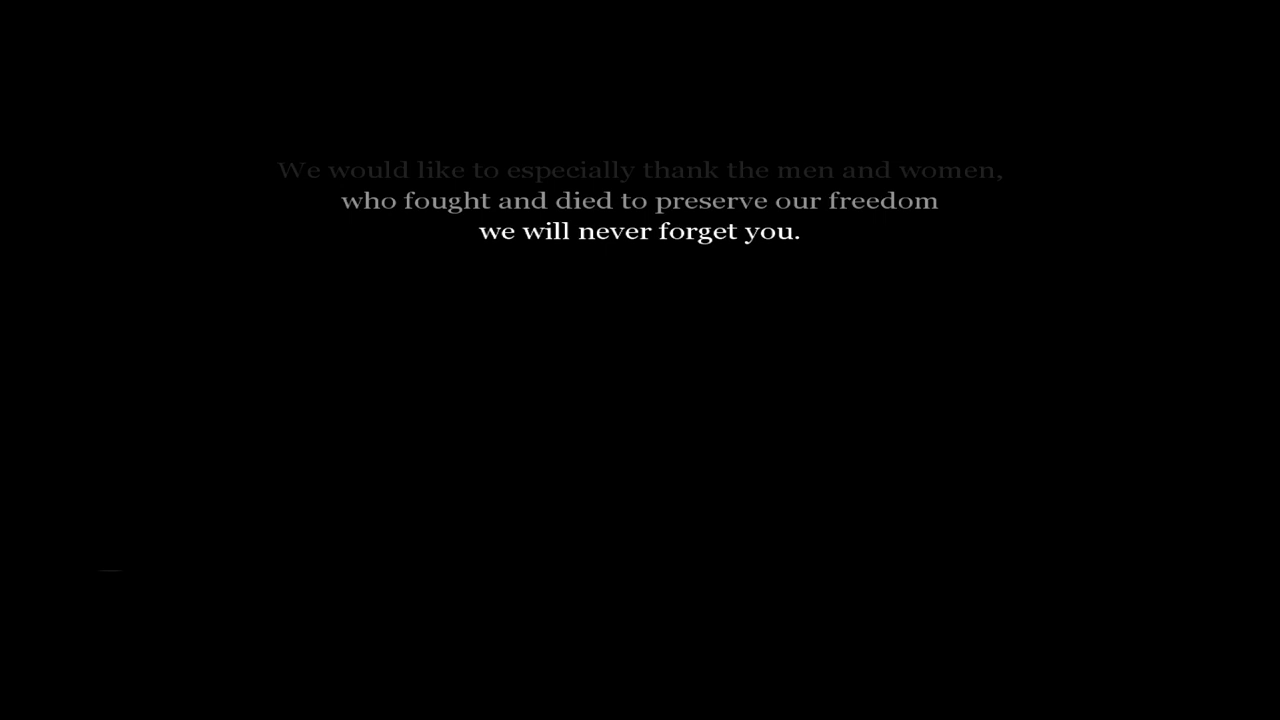 We would like to especially thank the men and women,
who fought and died to preserve our freedom
we will never forget you.